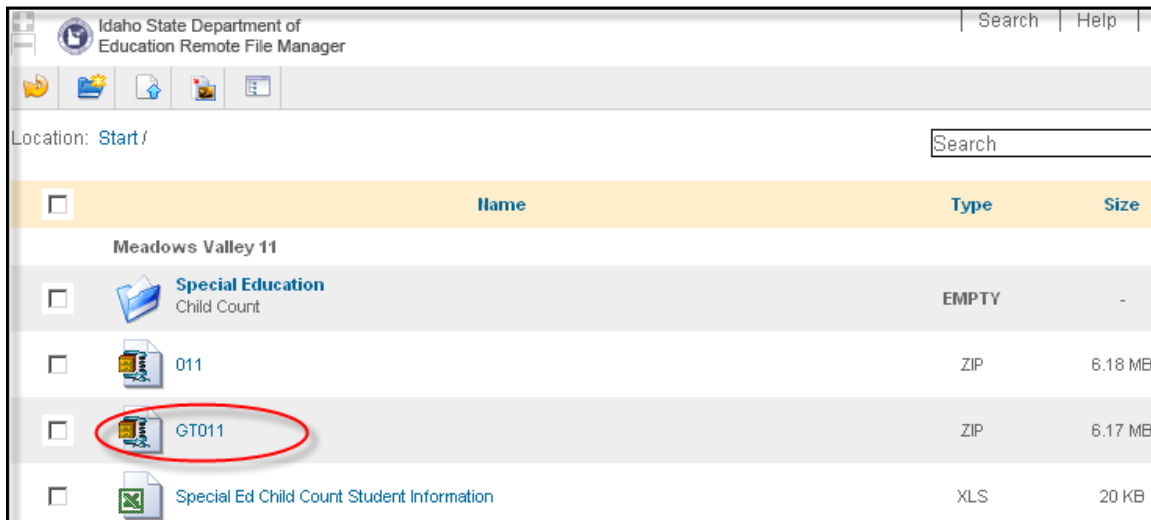 Idaho State Department of
Education Remote File Manager
| Search | Help |
Location: Start /
Search
Name Type Size
Meadows Valley 11
Special Education
Child Count
EMPTY -
011 ZIP 6.18 MB
GT011 ZIP 6.17 MB
Special Ed Child Count Student Information XLS 20 KB